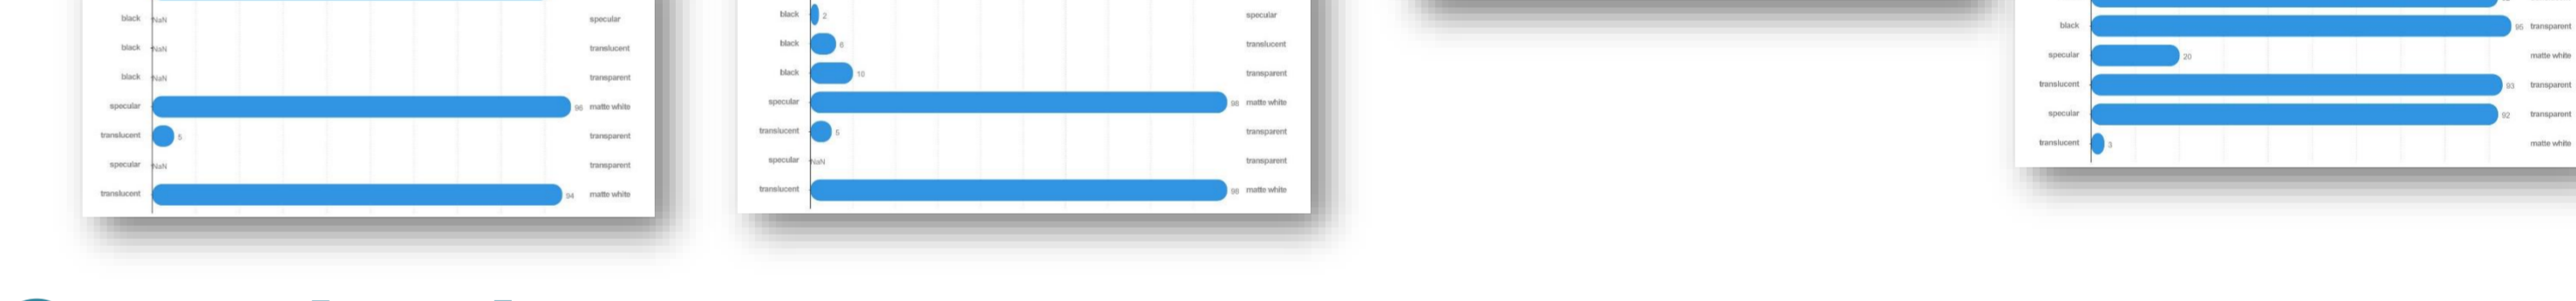 black NaN specular
black NaN translucent
black NaN transparent
specular 96 matte white
translucent 5 transparent
specular NaN transparent
translucent 94 matte white
black 2 specular
black 6 translucent
black 10 transparent
specular 98 matte white
translucent 5 transparent
specular NaN transparent
translucent 98 matte white
black 95 transparent
specular 20 matte white
translucent 93 transparent
specular 92 transparent
translucent 3 matte white